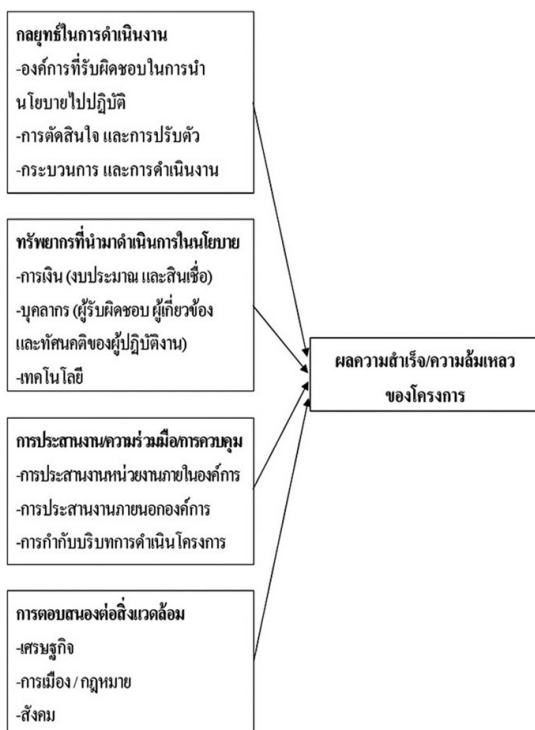 กลยุทธ์ในการดำเนินงาน
-องค์การที่รับผิดชอบในการนำ
นโยบายไปปฏิบัติ
-การตัดสินใจ และการปรับตัว
-กระบวนการ และการดำเนินงาน
ทรัพยากรที่นำมาดำเนินการในนโยบาย
-การเงิน (งบประมาณ และสินเชื่อ)
-บุคลากร (ผู้รับผิดชอบ ผู้เกี่ยวข้อง
และทัศนคติของผู้ปฏิบัติงาน)
-เทคโนโลยี
การประสานงาน/ความร่วมมือ/การควบคุม
-การประสานงานหน่วยงานภายในองค์การ
-การประสานงานภายนอกองค์การ
-การกำกับบริบทการดำเนินโครงการ
การตอบสนองต่อสิ่งแวดล้อม
-เศรษฐกิจ
-การเมือง / กฎหมาย
-สังคม
ผลความสำเร็จ/ความล้มเหลว
ของโครงการ